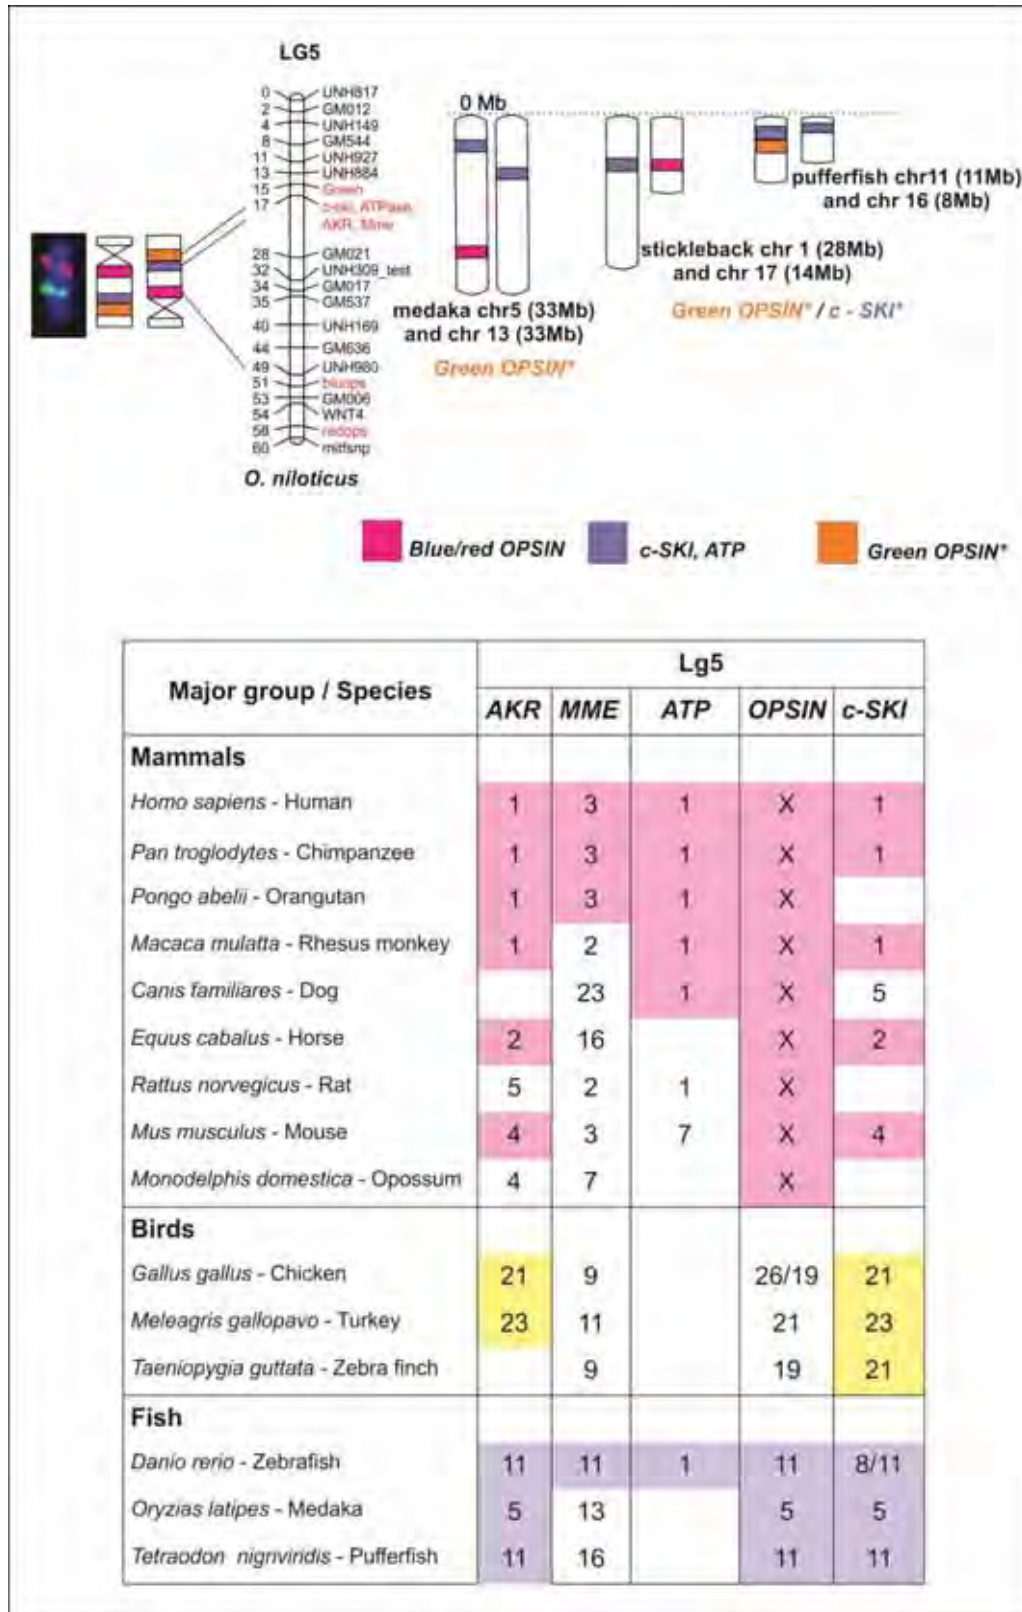 LG5
0 UNH817
2 GM012
4 UNH149
8 GM544
11 UNH927
13 UNH884
15 Green
17 c-ski, ATPase
AKR, Mme
28 GM021
32 UNH309_test
34 GM017
35 GM537
40 UNH169
44 GM636
49 UNH980
51 bluops
53 GM006
54 WNT4
58 redops
60 mitfsnp
O. niloticus
0 Mb
medaka chr5 (33Mb)
and chr 13 (33Mb)
Green OPSIN*
stickleback chr 1 (28Mb)
and chr 17 (14Mb)
Green OPSIN* / c - SKI*
pufferfish chr11 (11Mb)
and chr 16 (8Mb)
Blue/red OPSIN c-SKI, ATP Green OPSIN*
Major group / Species Lg5
AKR MME ATP OPSIN c-SKI
Mammals
Homo sapiens - Human 1 3 1 X 1
Pan troglodytes - Chimpanzee 1 3 1 X 1
Pongo abelii - Orangutan 1 3 1 X
Macaca mulatta - Rhesus monkey 1 2 1 X 1
Canis familiares - Dog 23 1 X 5
Equus cabalus - Horse 2 16 X 2
Rattus norvegicus - Rat 5 2 1 X
Mus musculus - Mouse 4 3 7 X 4
Monodelphis domestica - Opossum 4 7 X
Birds
Gallus gallus - Chicken 21 9 26/19 21
Meleagris gallopavo - Turkey 23 11 21 23
Taeniopygia guttata - Zebra finch 9 19 21
Fish
Danio rerio - Zebrafish 11 11 1 11 8/11
Oryzias latipes - Medaka 5 13 5 5
Tetraodon nigriviridis - Pufferfish 11 16 11 11